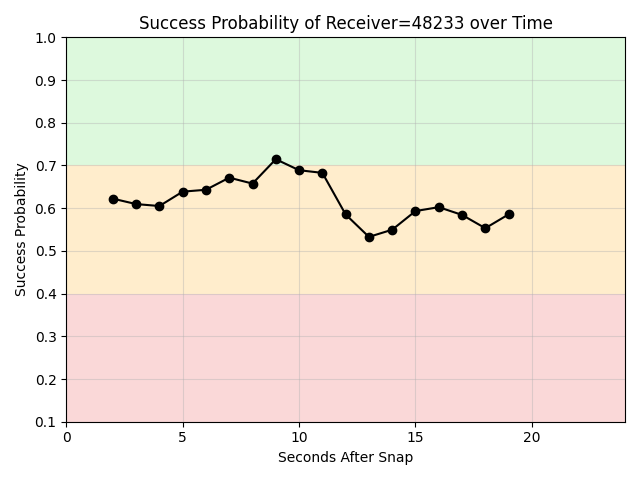 Success Probability of Receiver=48233 over Time
1.0
0.9
0.8
0.7
0.6
0.5
0.4
0.3
0.2
0.1
Success Probability
0 5 10 15 20
Seconds After Snap